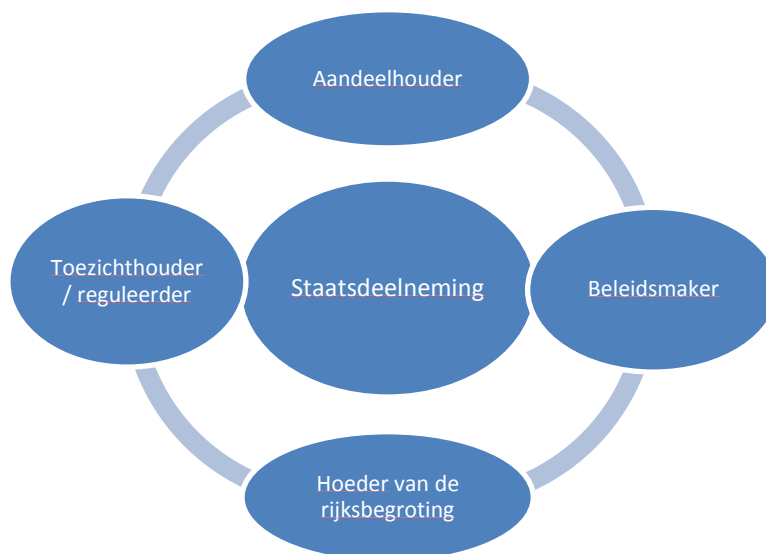 Aandeelhouder
Toezichthouder
/ reguleerder
Staatsdeelneming
Beleidsmaker
Hoeder van de
rijksbegroting